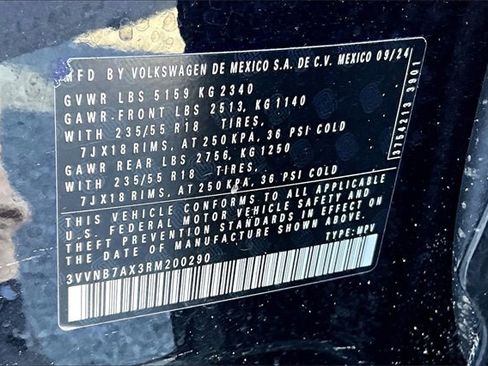 MFD BY VOLKSWAGEN DE MEXICO S.A. DE C.V. MEXICO 09/24
GVWR LBS 5159 KG 2340
GAWR-FRONT LBS 2513, KG 1140
WITH 235/55 R18 TIRES,
7JX18 RIMS, AT 250 KPA, 36 PSI COLD
GAWR REAR LBS 2756, KG 1250
WITH 235/55 R18 TIRES,
7JX18 RIMS, AT 250 KPA, 36 PSI COLD
THIS VEHICLE CONFORMS TO ALL APPLICABLE
U.S. FEDERAL MOTOR VEHICLE SAFETY AND
THEFT PREVENTION STANDARDS IN EFFECT ON
THE DATE OF MANUFACTURE SHOWN ABOVE.
3VVNB7AX3RM200290 TYPE: MPV
3754213 3901